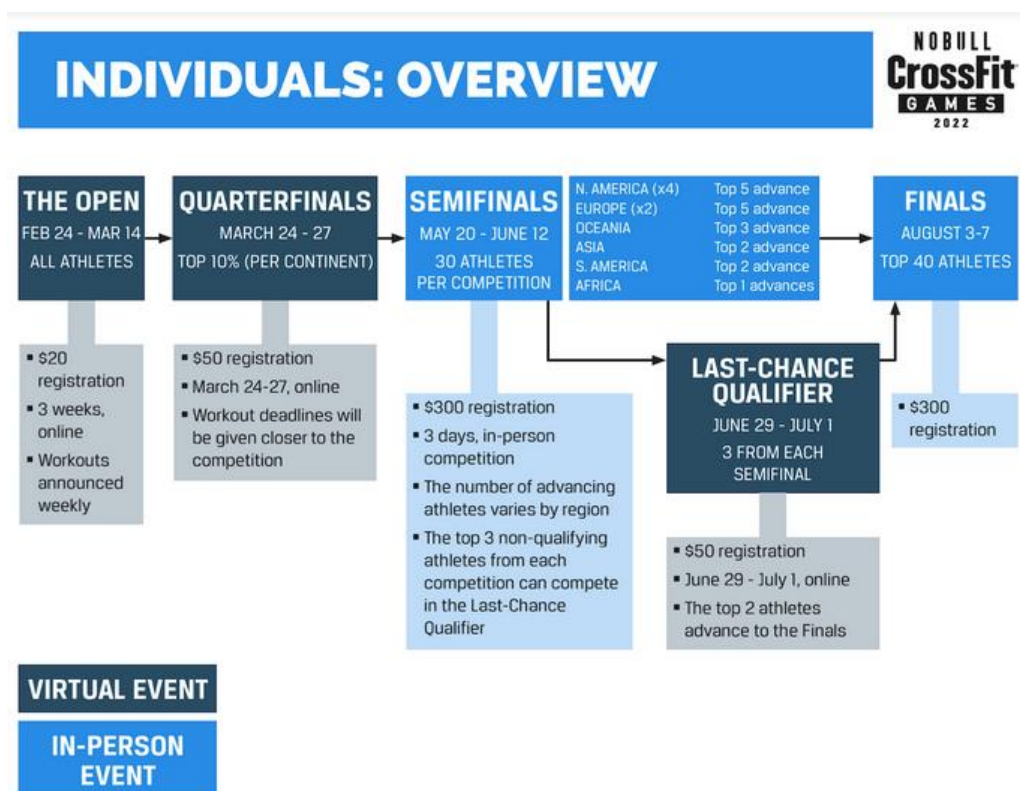 INDIVIDUALS: OVERVIEW
NOBULL
CrossFit
GAMES
2022
THE OPEN
FEB 24 - MAR 14
ALL ATHLETES
▪ $20
registration
▪ 3 weeks,
online
▪ Workouts
announced
weekly
QUARTERFINALS
MARCH 24 - 27
TOP 10% (PER CONTINENT)
▪ $50 registration
▪ March 24-27, online
▪ Workout deadlines will
be given closer to the
competition
SEMIFINALS
MAY 20 - JUNE 12
30 ATHLETES
PER COMPETITION
N. AMERICA (x4) Top 5 advance
EUROPE (x2) Top 5 advance
OCEANIA Top 3 advance
ASIA Top 2 advance
S. AMERICA Top 2 advance
AFRICA Top 1 advances
▪ $300 registration
▪ 3 days, in-person
competition
▪ The number of advancing
athletes varies by region
▪ The top 3 non-qualifying
athletes from each
competition can compete
in the Last-Chance
Qualifier
LAST-CHANCE
QUALIFIER
JUNE 29 - JULY 1
3 FROM EACH
SEMIFINAL
▪ $50 registration
▪ June 29 - July 1, online
▪ The top 2 athletes
advance to the Finals
FINALS
AUGUST 3-7
TOP 40 ATHLETES
▪ $300
registration
VIRTUAL EVENT
IN-PERSON
EVENT